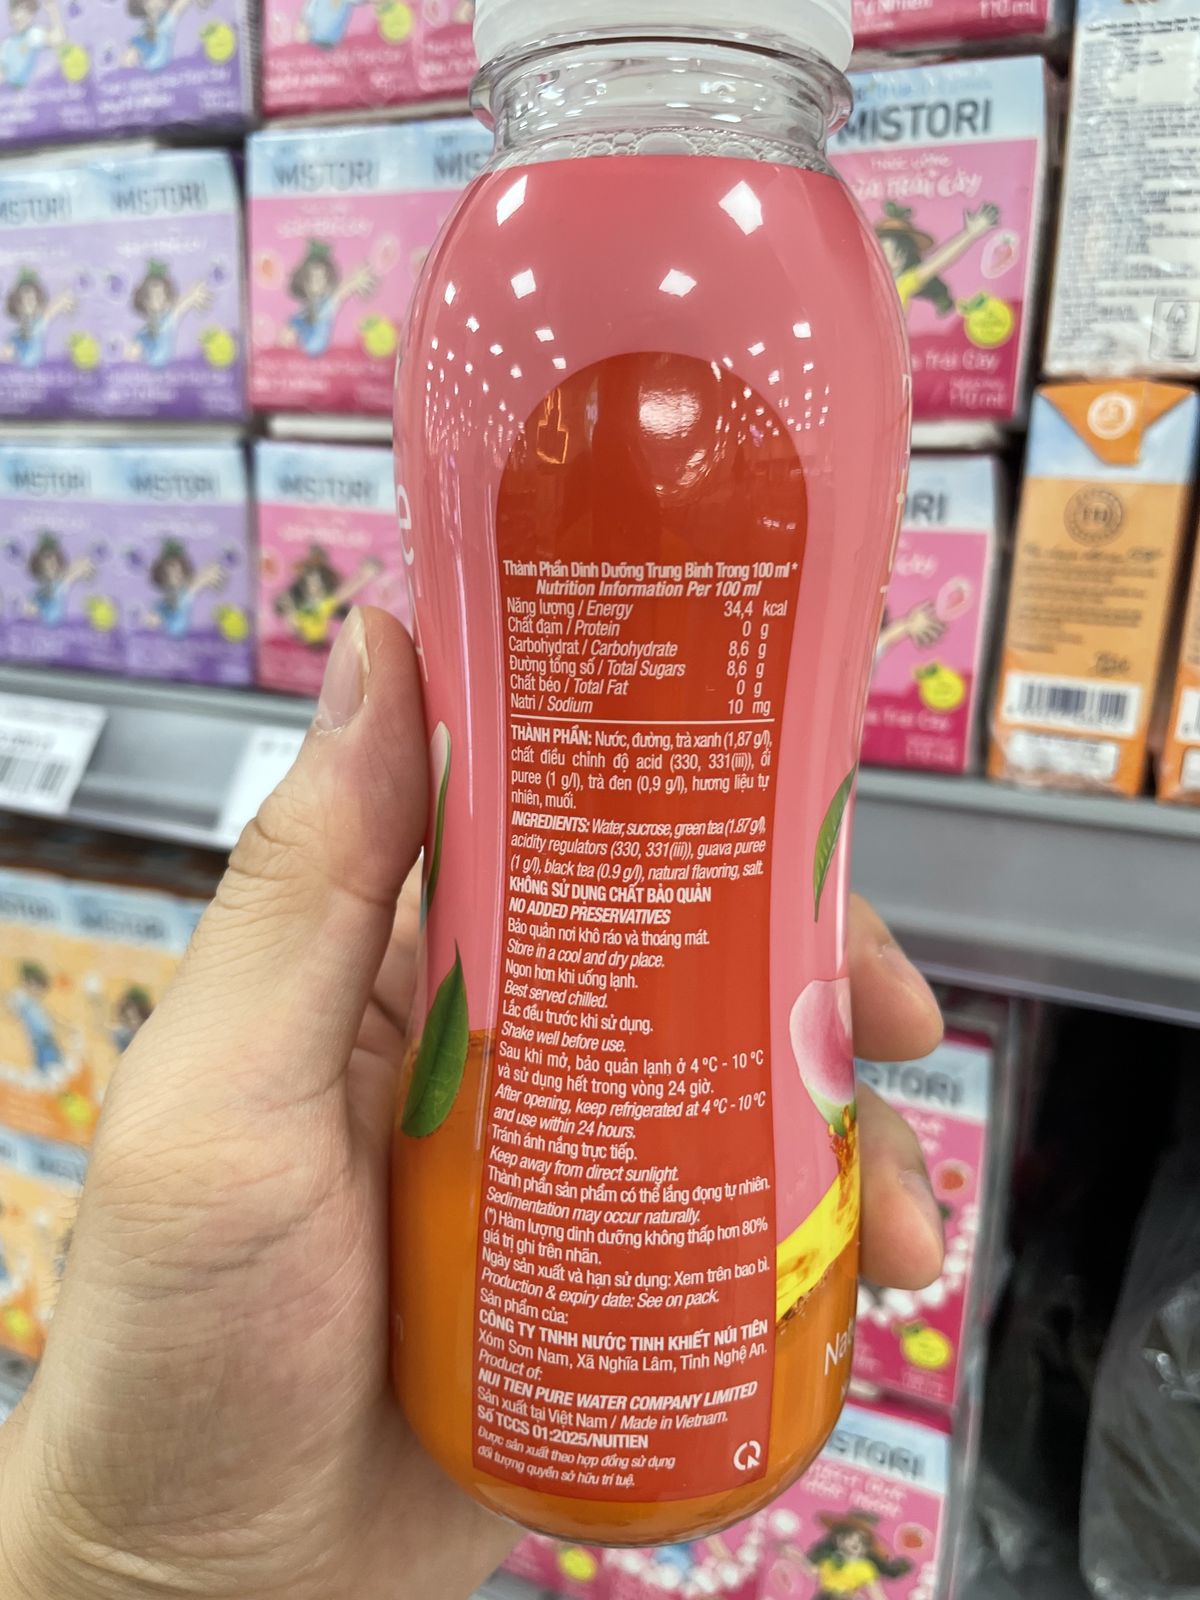 Thành Phần Dinh Dưỡng Trung Bình Trong 100 ml *
Nutrition Information Per 100 ml
Năng lượng / Energy 34,4 kcal
Chất đạm / Protein 0 g
Carbohydrat / Carbohydrate 8,6 g
Đường tổng số / Total Sugars 8,6 g
Chất béo / Total Fat 0 g
Natri / Sodium 10 mg
THÀNH PHẦN: Nước, đường, trà xanh (1,87 g/l),
chất điều chỉnh độ acid (330, 331(iii)), ổi
puree (1 g/l), trà đen (0,9 g/l), hương liệu tự
nhiên, muối.
INGREDIENTS: Water, sucrose, green tea (1.87 g/l),
acidity regulators (330, 331(iii)), guava puree
(1 g/l), black tea (0.9 g/l), natural flavoring, salt.
KHÔNG SỬ DỤNG CHẤT BẢO QUẢN
NO ADDED PRESERVATIVES
Bảo quản nơi khô ráo và thoáng mát.
Store in a cool and dry place.
Ngon hơn khi uống lạnh.
Best served chilled.
Lắc đều trước khi sử dụng.
Shake well before use.
Sau khi mở, bảo quản lạnh ở 4 ºC - 10 ºC
và sử dụng hết trong vòng 24 giờ.
After opening, keep refrigerated at 4 ºC - 10 ºC
and use within 24 hours.
Tránh ánh nắng trực tiếp.
Keep away from direct sunlight.
Thành phần sản phẩm có thể lắng đọng tự nhiên.
Sedimentation may occur naturally.
(*) Hàm lượng dinh dưỡng không thấp hơn 80%
giá trị ghi trên nhãn.
Ngày sản xuất và hạn sử dụng: Xem trên bao bì.
Production & expiry date: See on pack.
Sản phẩm của:
CÔNG TY TNHH NƯỚC TINH KHIẾT NÚI TIÊN
Xóm Sơn Nam, Xã Nghĩa Lâm, Tỉnh Nghệ An.
Product of:
NUI TIEN PURE WATER COMPANY LIMITED
Sản xuất tại Việt Nam / Made in Vietnam.
Số TCCS 01:2025/NUITIEN
Được sản xuất theo hợp đồng sử dụng
đối tượng quyền sở hữu trí tuệ.
MISTORI
Trái Cây
110 ml
MISTORI
MISTORI
MISTORI
MISTORI
MISTORI
MISTORI